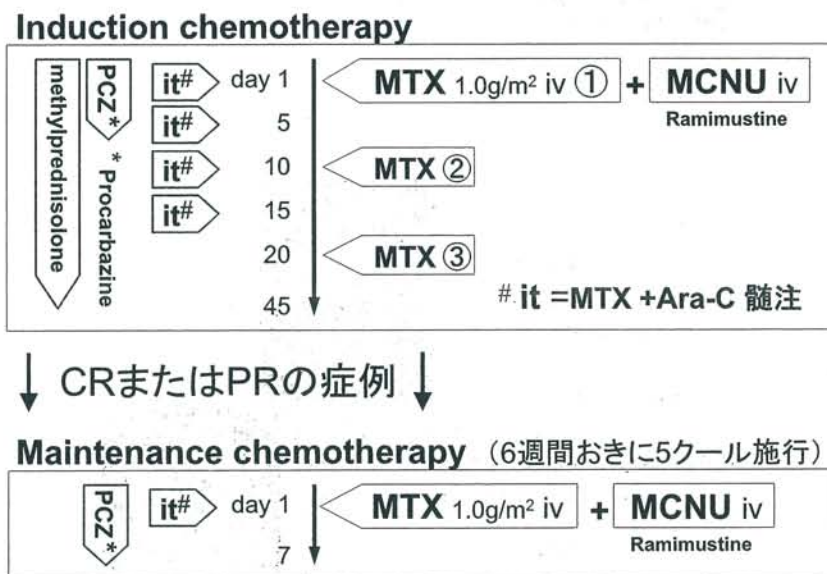 Induction chemotherapy
methylprednisolone
PCZ*
* Procarbazine
it# day 1 MTX 1.0g/m² iv ① + MCNU iv
Ramimustine
it# 5
it# 10 MTX ②
it# 15
20 MTX ③
45 # it =MTX +Ara-C 髄注
CRまたはPRの症例
Maintenance chemotherapy (6週間おきに5クール施行)
PCZ*
it# day 1 MTX 1.0g/m² iv + MCNU iv
Ramimustine
7